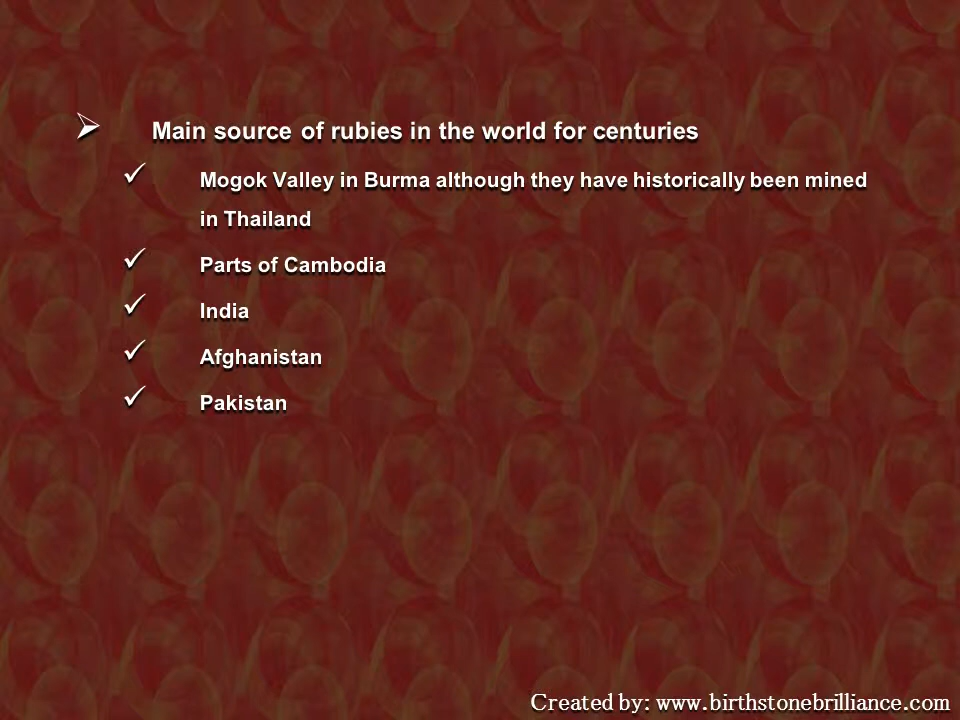 Main source of rubies in the world for centuries
Mogok Valley in Burma although they have historically been mined
in Thailand
Parts of Cambodia
India
Afghanistan
Pakistan
Created by: www.birthstonebrilliance.com